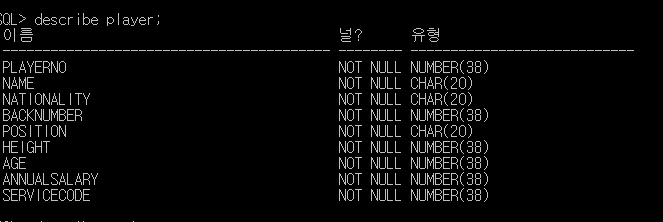 SQL> describe player;
이름 널? 유형
----------------------------------------- -------- ----------------------------
PLAYERNO NOT NULL NUMBER(38)
NAME NOT NULL CHAR(20)
NATIONALITY NOT NULL CHAR(20)
BACKNUMBER NOT NULL NUMBER(38)
POSITION NOT NULL CHAR(20)
HEIGHT NOT NULL NUMBER(38)
AGE NOT NULL NUMBER(38)
ANNUALSALARY NOT NULL NUMBER(38)
SERVICECODE NOT NULL NUMBER(38)